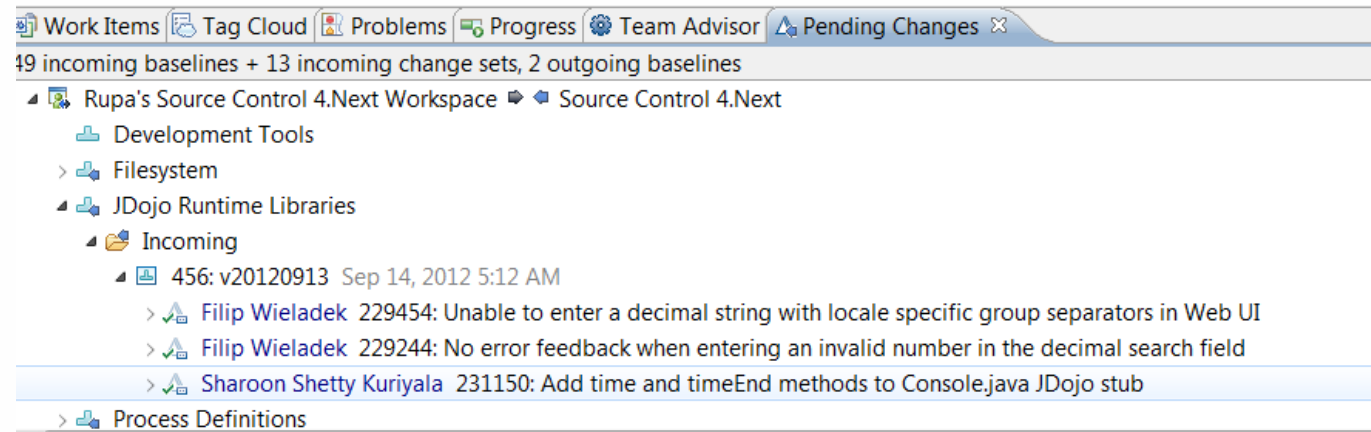 Work Items Tag Cloud Problems Progress Team Advisor Pending Changes
49 incoming baselines + 13 incoming change sets, 2 outgoing baselines
Rupa's Source Control 4.Next Workspace Source Control 4.Next
Development Tools
Filesystem
JDojo Runtime Libraries
Incoming
456: v20120913 Sep 14, 2012 5:12 AM
Filip Wieladek 229454: Unable to enter a decimal string with locale specific group separators in Web UI
Filip Wieladek 229244: No error feedback when entering an invalid number in the decimal search field
Sharoon Shetty Kuriyala 231150: Add time and timeEnd methods to Console.java JDojo stub
Process Definitions